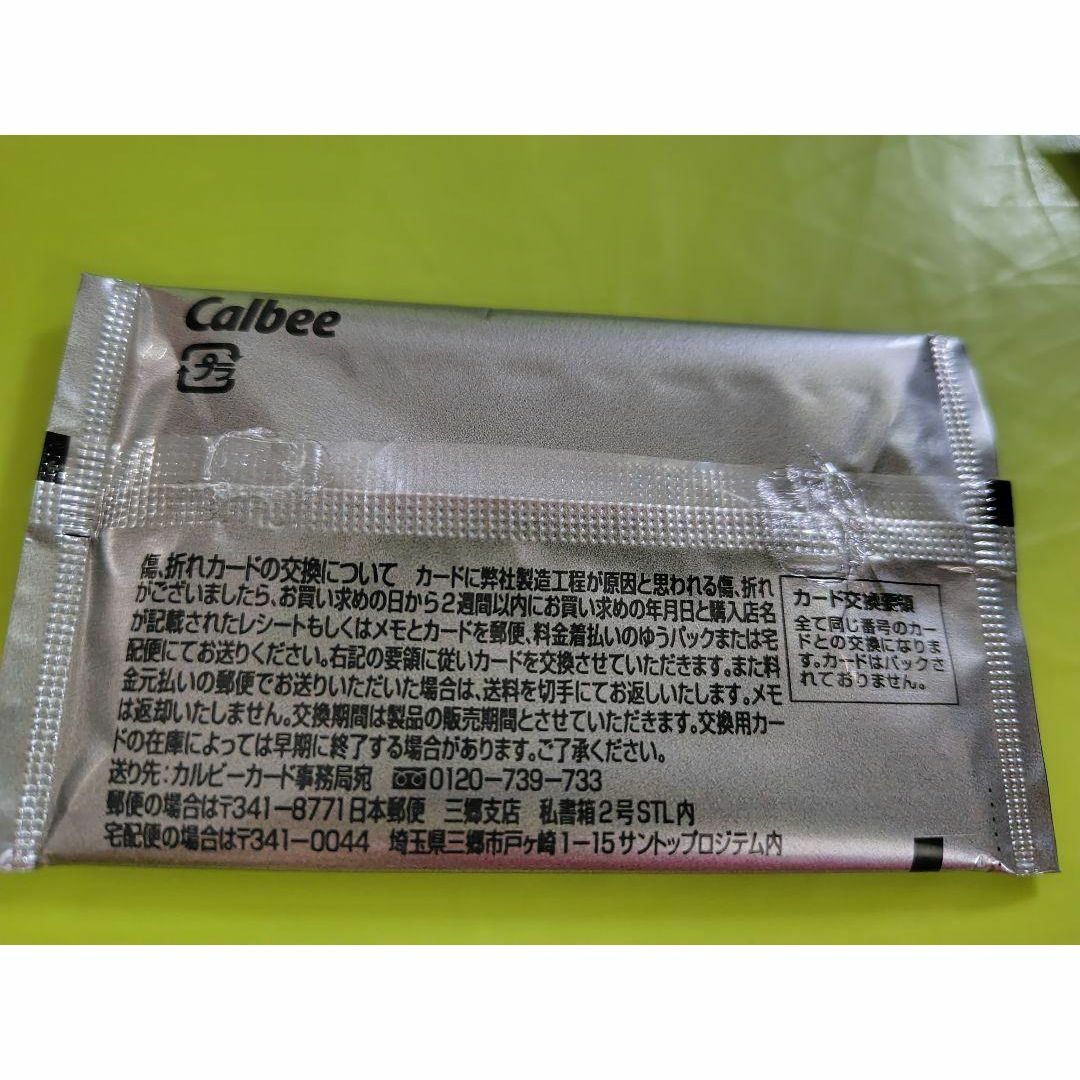 Calbee
プラ
傷、折れカードの交換について　カードに弊社製造工程が原因と思われる傷、折れ
がございましたら、お買い求めの日から2週間以内にお買い求めの年月日と購入店名
が記載されたレシートもしくはメモとカードを郵便、料金着払いのゆうパックまたは宅
配便にてお送りください。右記の要領に従いカードを交換させていただきます。また料
金元払いの郵便でお送りいただいた場合は、送料を切手にてお返しいたします。メモ
は返却いたしません。交換期間は製品の販売期間とさせていただきます。交換用カー
ドの在庫によっては早期に終了する場合があります。ご了承ください。
送り先:カルビーカード事務局宛　0120-739-733
郵便の場合は〒341-8771日本郵便　三郷支店　私書箱2号STL内
宅配便の場合は〒341-0044　埼玉県三郷市戸ヶ崎1-15サントップロジテム内
カード交換要領
全て同じ番号のカー
ドとの交換になりま
す。カードはパックさ
れておりません。